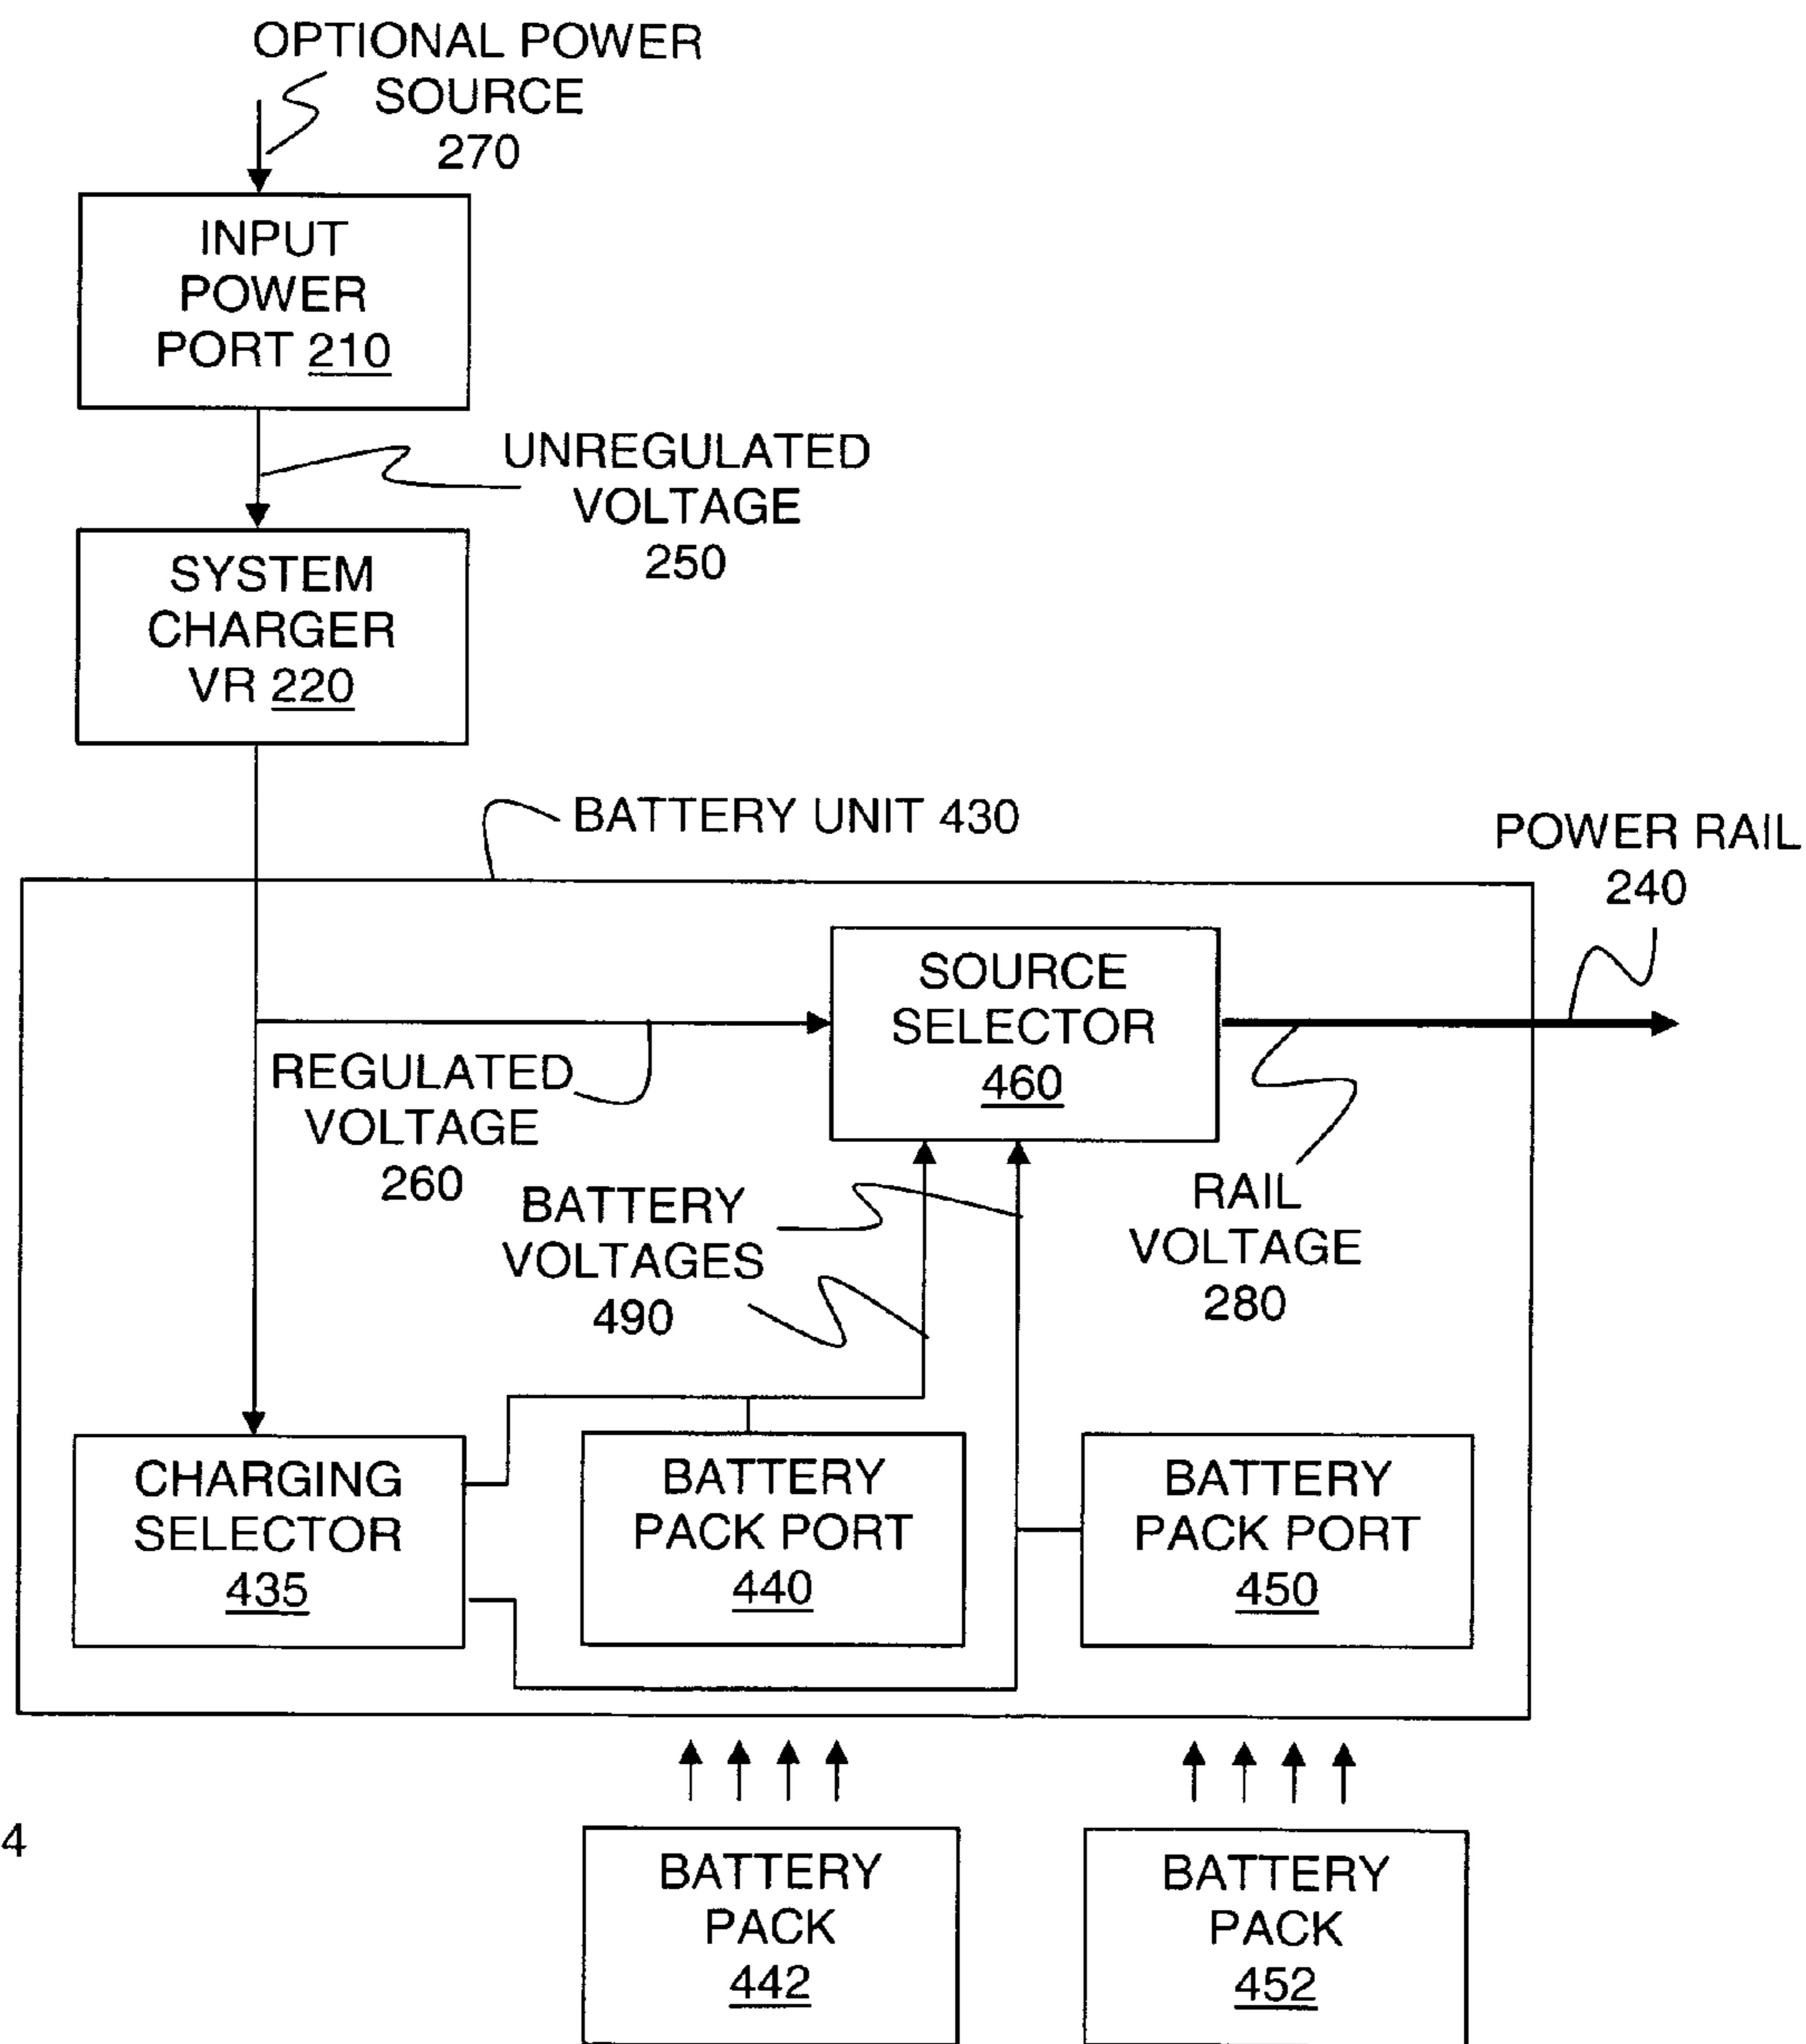 OPTIONAL POWER
SOURCE
270
INPUT
POWER
PORT 210
UNREGULATED
VOLTAGE
250
SYSTEM
CHARGER
VR 220
BATTERY UNIT 430
POWER RAIL
240
SOURCE
SELECTOR
460
REGULATED
VOLTAGE
260
BATTERY
VOLTAGES
490
RAIL
VOLTAGE
280
CHARGING
SELECTOR
435
BATTERY
PACK PORT
440
BATTERY
PACK PORT
450
4
BATTERY
PACK
442
BATTERY
PACK
452